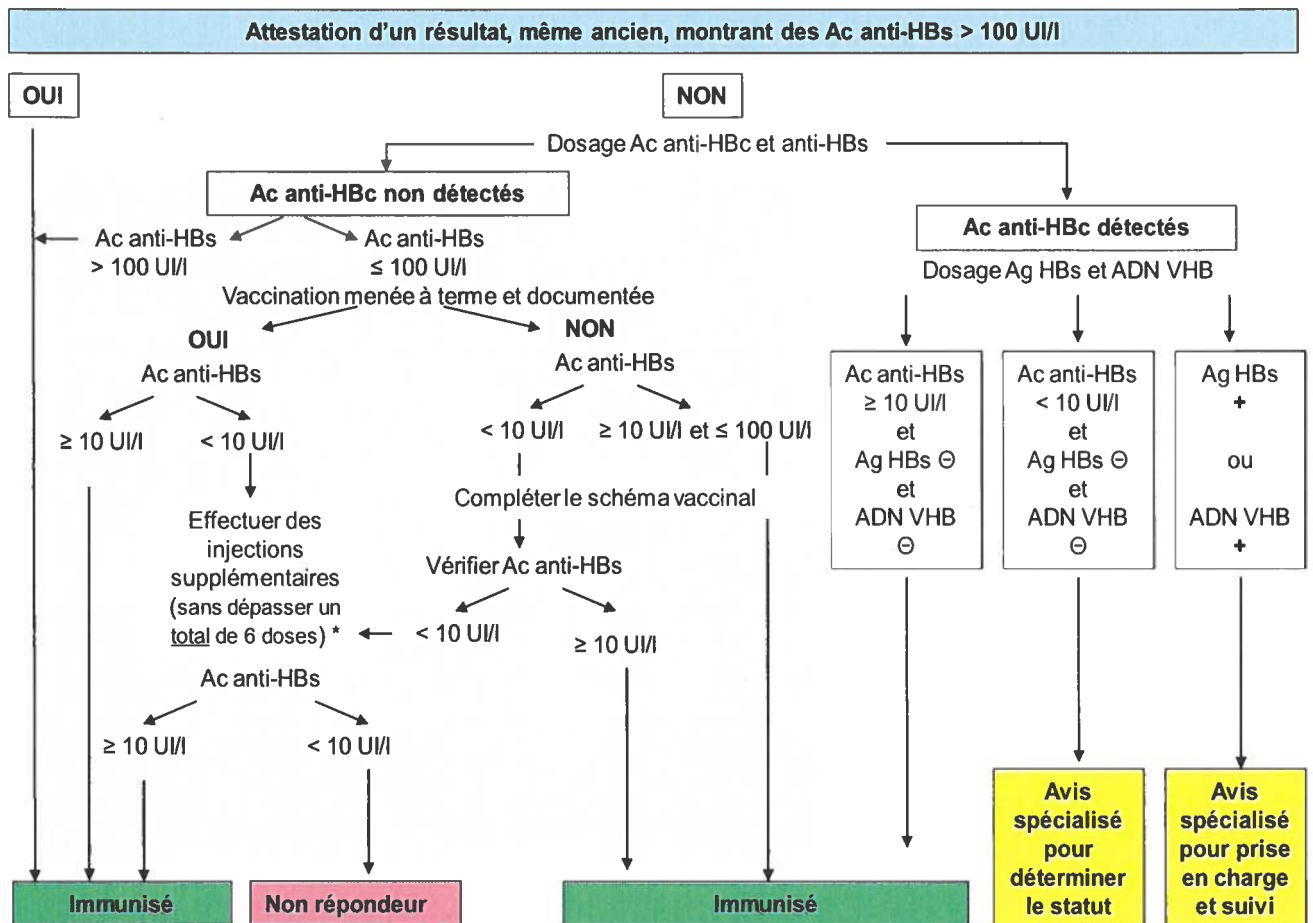 Attestation d'un résultat, même ancien, montrant des Ac anti-HBs > 100 UI/l
OUI
NON
Dosage Ac anti-HBc et anti-HBs
Ac anti-HBc non détectés
Ac anti-HBs
> 100 UI/l
Ac anti-HBs
≤ 100 UI/l
Vaccination menée à terme et documentée
OUI
Ac anti-HBs
≥ 10 UI/l
< 10 UI/l
Effectuer des
injections
supplémentaires
(sans dépasser un
total de 6 doses) *
Ac anti-HBs
≥ 10 UI/l
< 10 UI/l
NON
Ac anti-HBs
< 10 UI/l
≥ 10 UI/l et ≤ 100 UI/l
Compléter le schéma vaccinal
Vérifier Ac anti-HBs
< 10 UI/l
≥ 10 UI/l
Ac anti-HBc détectés
Dosage Ag HBs et ADN VHB
Ac anti-HBs
≥ 10 UI/l
et
Ag HBs ⊖
et
ADN VHB
⊖
Ac anti-HBs
< 10 UI/l
et
Ag HBs ⊖
et
ADN VHB
⊖
Ag HBs
+
ou
ADN VHB
+
Immunisé
Non répondeur
Immunisé
Avis
spécialisé
pour
déterminer
le statut
Avis
spécialisé
pour prise
en charge
et suivi